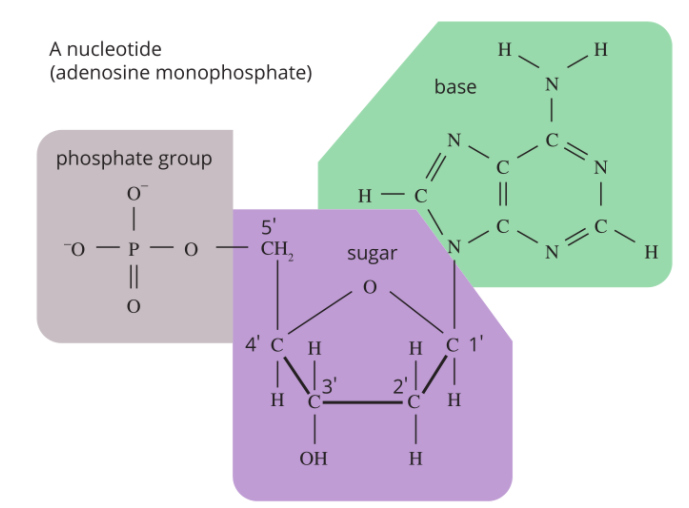 A nucleotide
(adenosine monophosphate)
H H
base
N
N C
phosphate group
C N
O⁻
H C
5'
C C
⁻O P O CH₂
sugar
N N H
O
O
4' C H H C 1'
3' 2'
H C C H
OH H